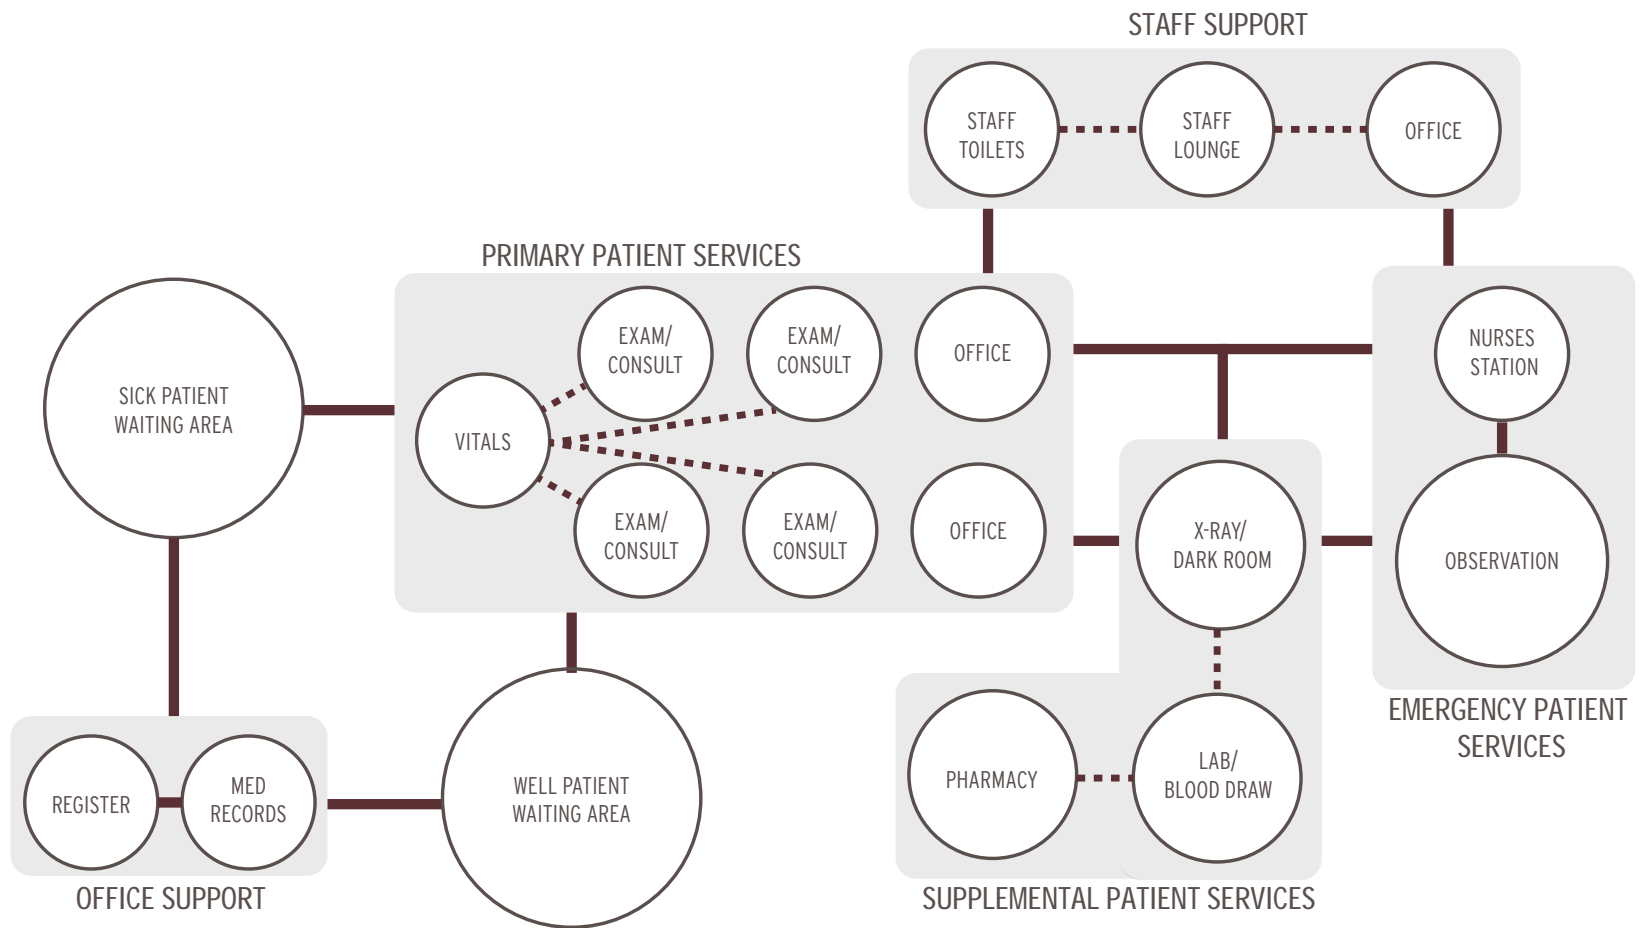 STAFF SUPPORT
STAFF
TOILETS
STAFF
LOUNGE
OFFICE
PRIMARY PATIENT SERVICES
EXAM/
CONSULT
EXAM/
CONSULT
OFFICE
NURSES
STATION
SICK PATIENT
WAITING AREA
VITALS
EXAM/
CONSULT
EXAM/
CONSULT
OFFICE
X-RAY/
DARK ROOM
OBSERVATION
EMERGENCY PATIENT
SERVICES
REGISTER
MED
RECORDS
WELL PATIENT
WAITING AREA
PHARMACY
LAB/
BLOOD DRAW
OFFICE SUPPORT
SUPPLEMENTAL PATIENT SERVICES